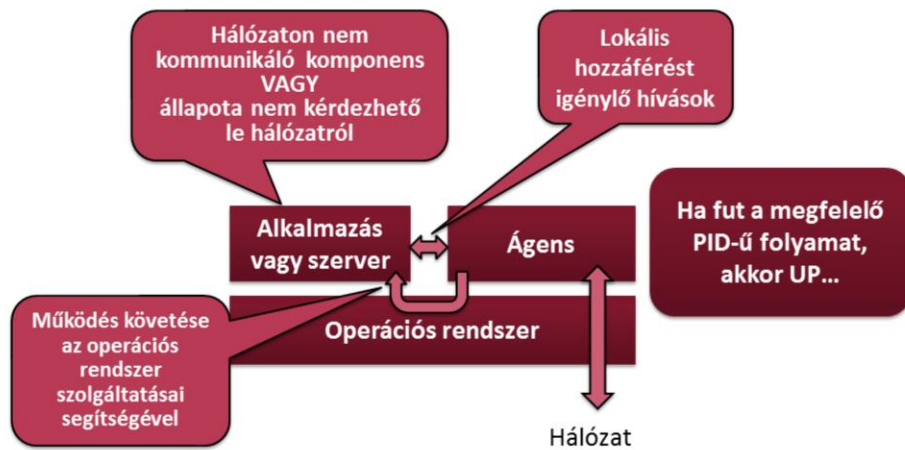 Hálózaton nem
kommunikáló komponens
VAGY
állapota nem kérdezhető
le hálózatról
Lokális
hozzáférést
igénylő hívások
Alkalmazás
vagy szerver
Ágens
Ha fut a megfelelő
PID-ű folyamat,
akkor UP...
Operációs rendszer
Működés követése
az operációs
rendszer
szolgáltatásai
segítségével
Hálózat